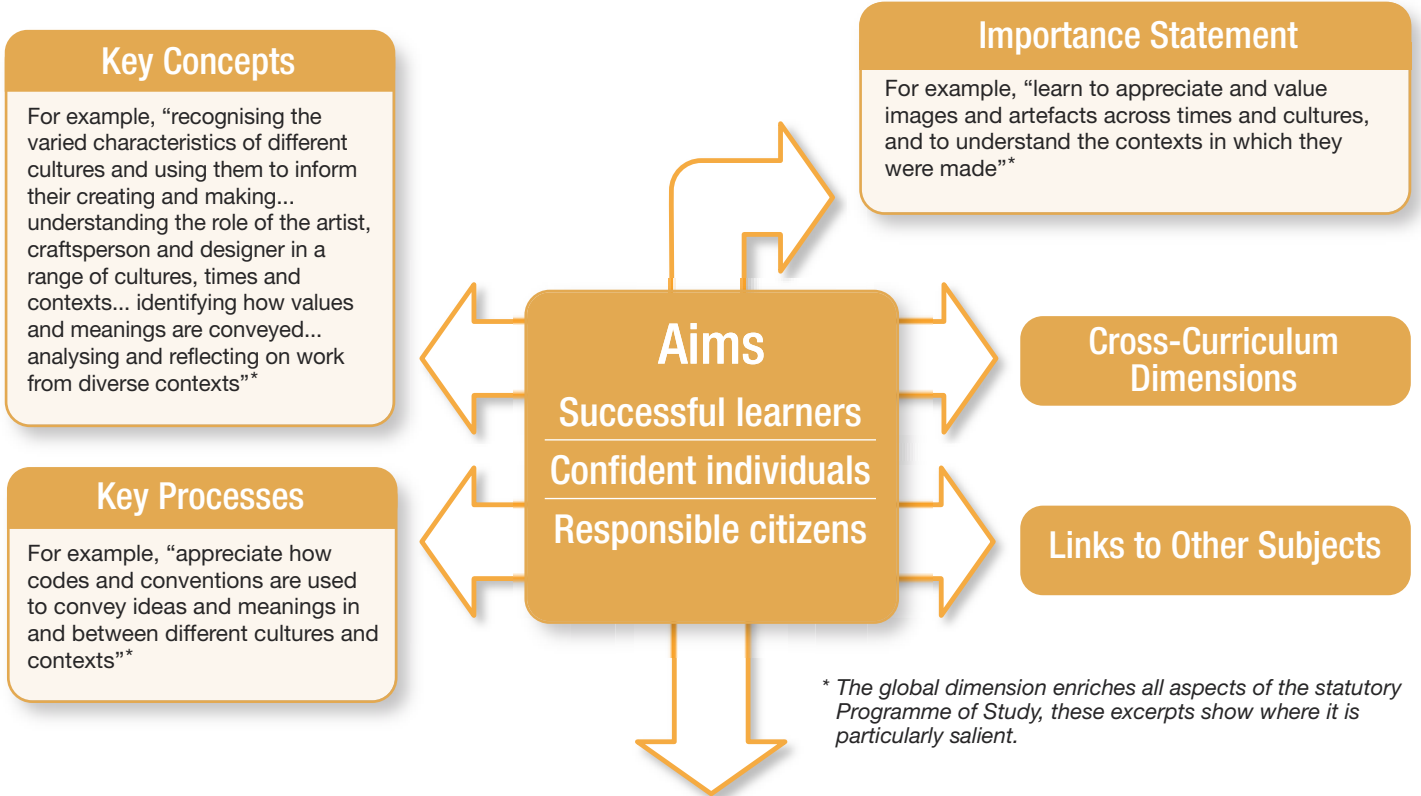 Key Concepts
For example, “recognising the
varied characteristics of different
cultures and using them to inform
their creating and making...
understanding the role of the artist,
craftsperson and designer in a
range of cultures, times and
contexts... identifying how values
and meanings are conveyed...
analysing and reflecting on work
from diverse contexts”*
Key Processes
For example, “appreciate how
codes and conventions are used
to convey ideas and meanings in
and between different cultures and
contexts”*
Aims
Successful learners
Confident individuals
Responsible citizens
Importance Statement
For example, “learn to appreciate and value
images and artefacts across times and cultures,
and to understand the contexts in which they
were made”*
Cross-Curriculum
Dimensions
Links to Other Subjects
* The global dimension enriches all aspects of the statutory
Programme of Study, these excerpts show where it is
particularly salient.